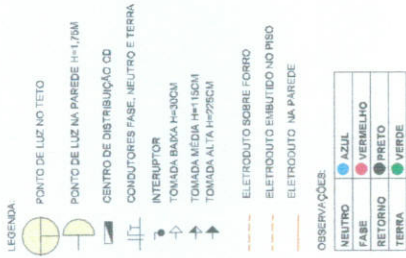 LEGENDA
PONTO DE LUZ NO TETO
PONTO DE LUZ NA PAREDE H=1,75M
CENTRO DE DISTRIBUIÇÃO CD
CONDUTORES FASE, NEUTRO E TERRA
INTERUPTOR
TOMADA BAIXA H=30CM
TOMADA MÉDIA H=115CM
TOMADA ALTA H=225CM
ELETRODUTO SOBRE FORRO
ELETRODUTO EMBUTIDO NO PISO
ELETRODUTO NA PAREDE
OBSERVAÇÕES:
NEUTRO AZUL
FASE VERMELHO
RETORNO PRETO
TERRA VERDE